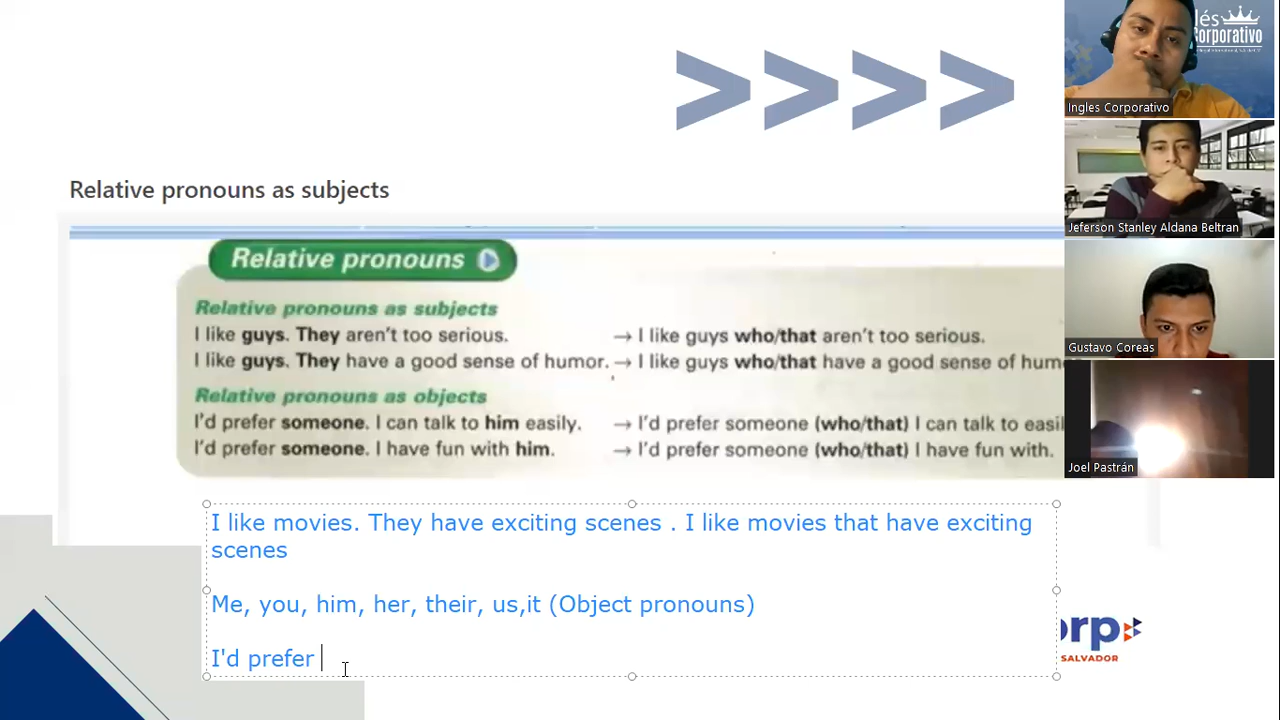 lés
Corporativo
Ingles Corporativo
Jeferson Stanley Aldana Beltran
Gustavo Coreas
Joel Pastrán
Relative pronouns as subjects
Relative pronouns
Relative pronouns as subjects
I like guys. They aren't too serious. → I like guys who/that aren't too serious.
I like guys. They have a good sense of humor. → I like guys who/that have a good sense of hum
Relative pronouns as objects
I'd prefer someone. I can talk to him easily. → I'd prefer someone (who/that) I can talk to easil
I'd prefer someone. I have fun with him. → I'd prefer someone (who/that) I have fun with.
I like movies. They have exciting scenes . I like movies that have exciting
scenes
Me, you, him, her, their, us,it (Object pronouns)
I'd prefer
orp
SALVADOR